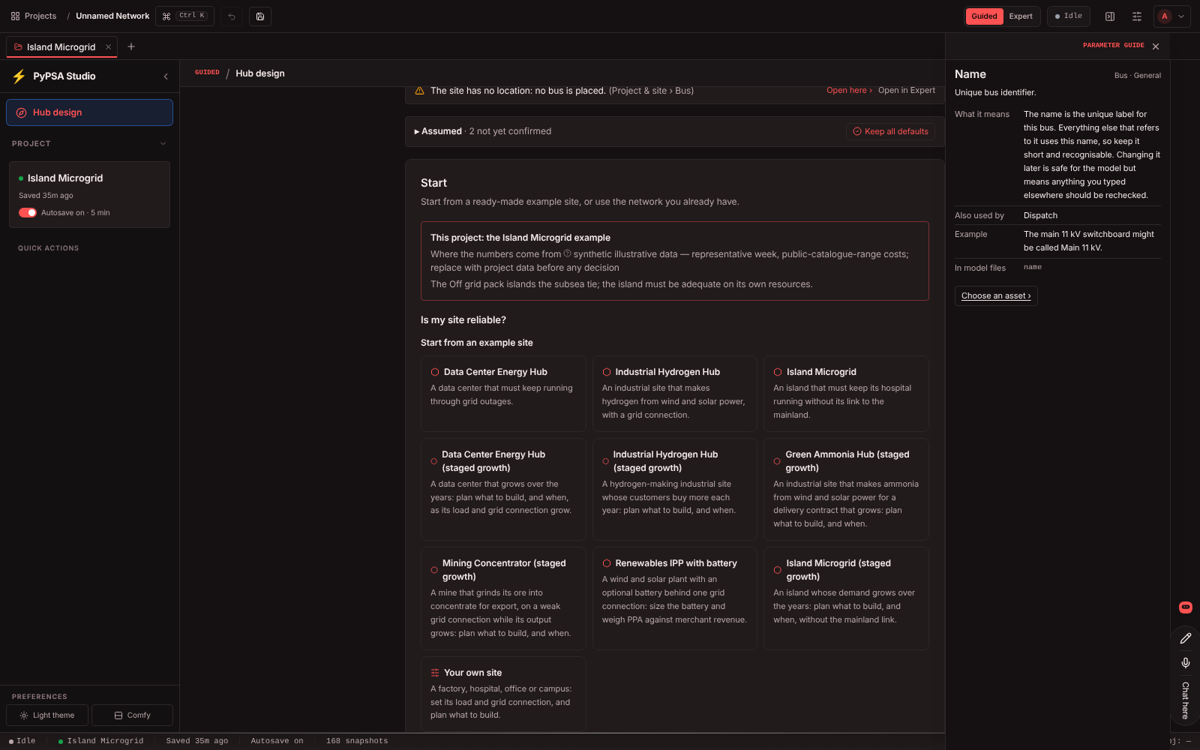 Projects / Unnamed Network Ctrl K Guided Expert Idle A
Island Microgrid
PARAMETER GUIDE
PyPSA Studio
GUIDED / Hub design
Hub design
PROJECT
Island Microgrid
Saved 35m ago
Autosave on · 5 min
QUICK ACTIONS
PREFERENCES
Light theme
Comfy
The site has no location: no bus is placed. (Project & site › Bus) Open here › Open in Expert
▸ Assumed · 2 not yet confirmed Keep all defaults
Start
Start from a ready-made example site, or use the network you already have.
This project: the Island Microgrid example
Where the numbers come from synthetic illustrative data — representative week, public-catalogue-range costs;
replace with project data before any decision
The Off grid pack islands the subsea tie; the island must be adequate on its own resources.
Is my site reliable?
Start from an example site
Data Center Energy Hub
A data center that must keep running
through grid outages.
Industrial Hydrogen Hub
An industrial site that makes
hydrogen from wind and solar power,
with a grid connection.
Island Microgrid
An island that must keep its hospital
running without its link to the
mainland.
Data Center Energy Hub
(staged growth)
A data center that grows over the
years: plan what to build, and when,
as its load and grid connection grow.
Industrial Hydrogen Hub
(staged growth)
A hydrogen-making industrial site
whose customers buy more each
year: plan what to build, and when.
Green Ammonia Hub (staged
growth)
An industrial site that makes ammonia
from wind and solar power for a
delivery contract that grows: plan
what to build, and when.
Mining Concentrator (staged
growth)
A mine that grinds its ore into
concentrate for export, on a weak
grid connection while its output
grows: plan what to build, and when.
Renewables IPP with battery
A wind and solar plant with an
optional battery behind one grid
connection: size the battery and
weigh PPA against merchant revenue.
Island Microgrid (staged
growth)
An island whose demand grows over
the years: plan what to build, and
when, without the mainland link.
Your own site
A factory, hospital, office or campus:
set its load and grid connection, and
plan what to build.
Name Bus · General
Unique bus identifier.
What it means The name is the unique label for
this bus. Everything else that refers
to it uses this name, so keep it
short and recognisable. Changing it
later is safe for the model but
means anything you typed
elsewhere should be rechecked.
Also used by Dispatch
Example The main 11 kV switchboard might
be called Main 11 kV.
In model files name
Choose an asset ›
Chat here
Idle Island Microgrid Saved 35m ago Autosave on 168 snapshots